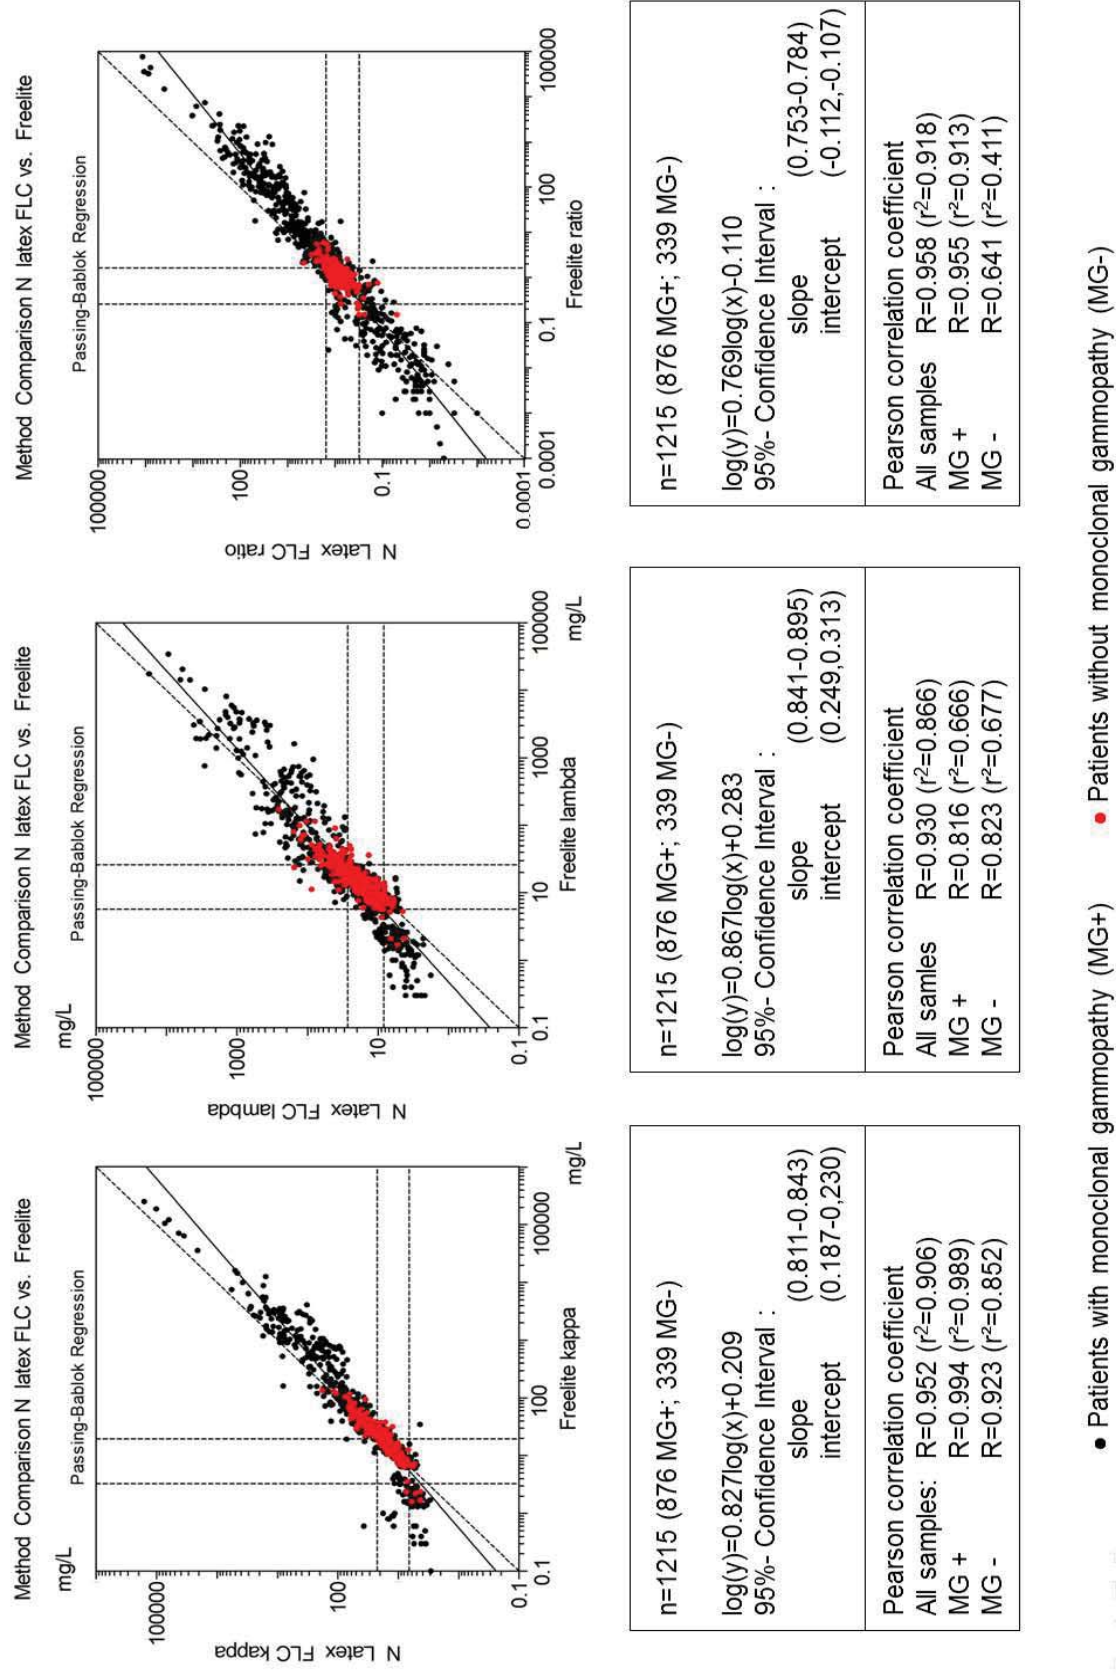 Method Comparison N latex FLC vs. Freelite
Passing-Bablok Regression
mg/L
100000
100
0.1
N Latex FLC kappa
0.1
100
100000
mg/L
Freelite kappa
n=1215 (876 MG+; 339 MG-)
log(y)=0.827log(x)+0.209
95%- Confidence Interval :
slope (0.811-0.843)
intercept (0.187-0,230)
Pearson correlation coefficient
All samples: R=0.952 (r²=0.906)
MG + R=0.994 (r²=0.989)
MG - R=0.923 (r²=0.852)
Method Comparison N latex FLC vs. Freelite
Passing-Bablok Regression
mg/L
100000
1000
10
0.1
N Latex FLC lambda
0.1
10
1000
100000
mg/L
Freelite lambda
n=1215 (876 MG+; 339 MG-)
log(y)=0.867log(x)+0.283
95%- Confidence Interval :
slope (0.841-0.895)
intercept (0.249,0.313)
Pearson correlation coefficient
All samles R=0.930 (r²=0.866)
MG + R=0.816 (r²=0.666)
MG - R=0.823 (r²=0.677)
Method Comparison N latex FLC vs. Freelite
Passing-Bablok Regression
100000
100
0.1
0.0001
N Latex FLC ratio
0.0001
0.1
100
100000
Freelite ratio
n=1215 (876 MG+; 339 MG-)
log(y)=0.769log(x)-0.110
95%- Confidence Interval :
slope (0.753-0.784)
intercept (-0.112,-0.107)
Pearson correlation coefficient
All samples R=0.958 (r²=0.918)
MG + R=0.955 (r²=0.913)
MG - R=0.641 (r²=0.411)
• Patients with monoclonal gammopathy (MG+)
• Patients without monoclonal gammopathy (MG-)